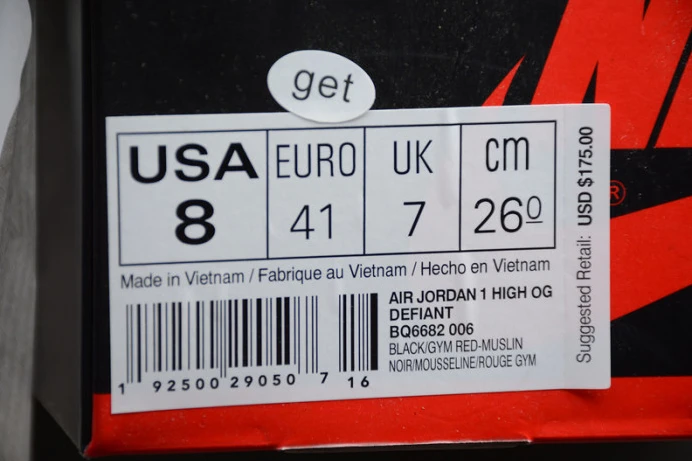 get
USA EURO UK cm
8 41 7 260
Made in Vietnam / Fabrique au Vietnam / Hecho en Vietnam
AIR JORDAN 1 HIGH OG
DEFIANT
BQ6682 006
BLACK/GYM RED-MUSLIN
NOIR/MOUSSELINE/ROUGE GYM
1 92500 29050 7 16
Suggested Retail: USD $175.00
®